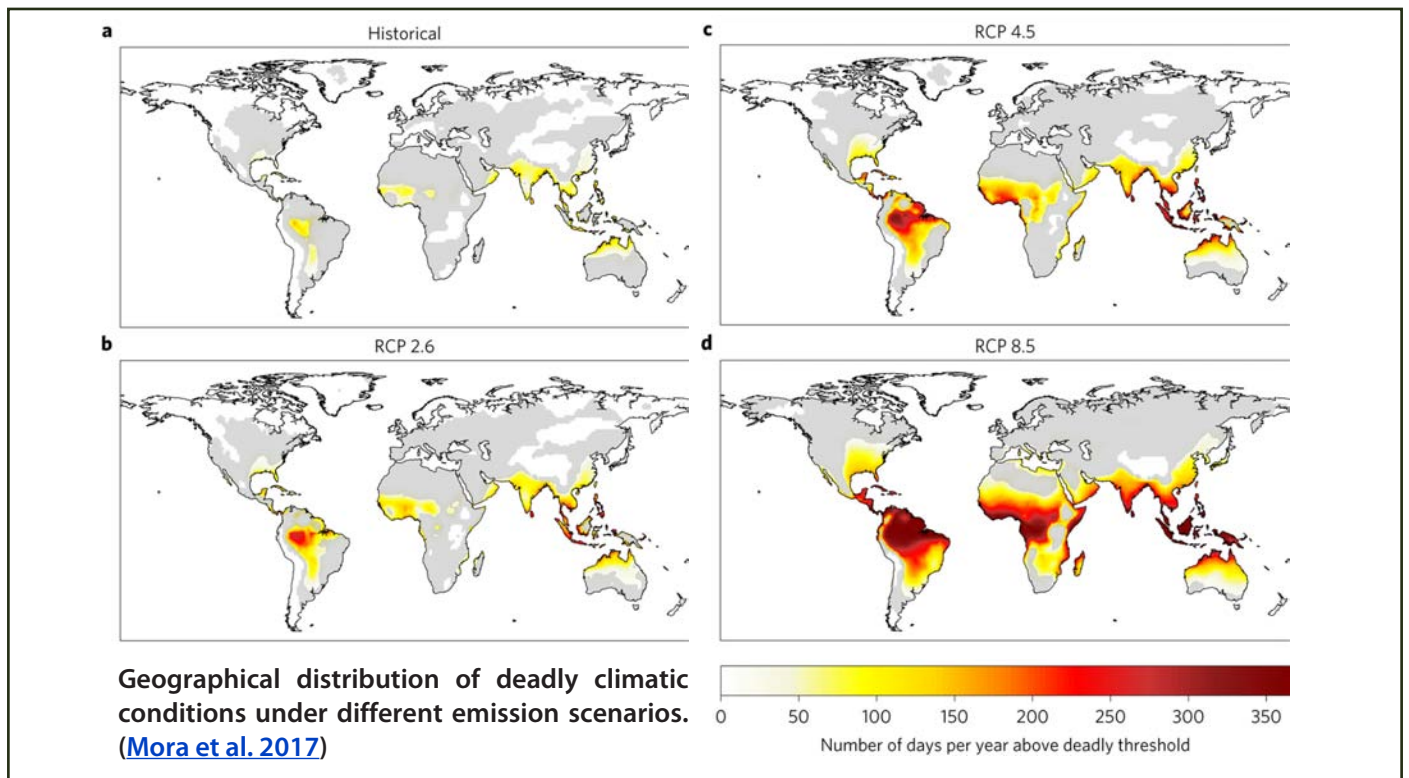 a
Historical
c
RCP 4.5
b
RCP 2.6
d
RCP 8.5
Geographical distribution of deadly climatic
conditions under different emission scenarios.
(Mora et al. 2017)
0 50 100 150 200 250 300 350
Number of days per year above deadly threshold